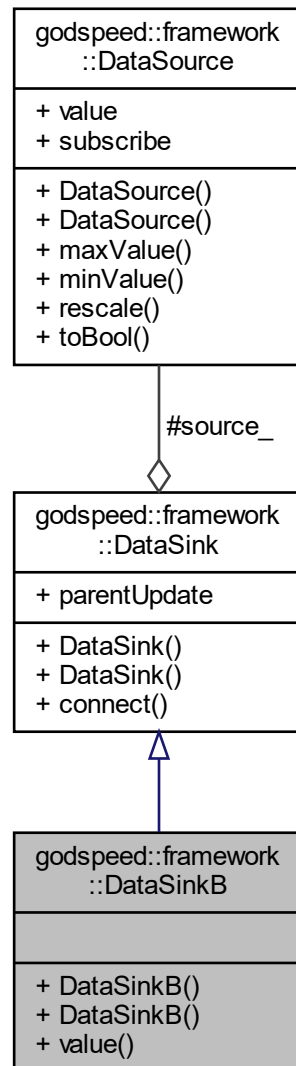 godspeed::framework
::DataSource
+ value
+ subscribe
+ DataSource()
+ DataSource()
+ maxValue()
+ minValue()
+ rescale()
+ toBool()
#source_
godspeed::framework
::DataSink
+ parentUpdate
+ DataSink()
+ DataSink()
+ connect()
godspeed::framework
::DataSinkB
+ DataSinkB()
+ DataSinkB()
+ value()